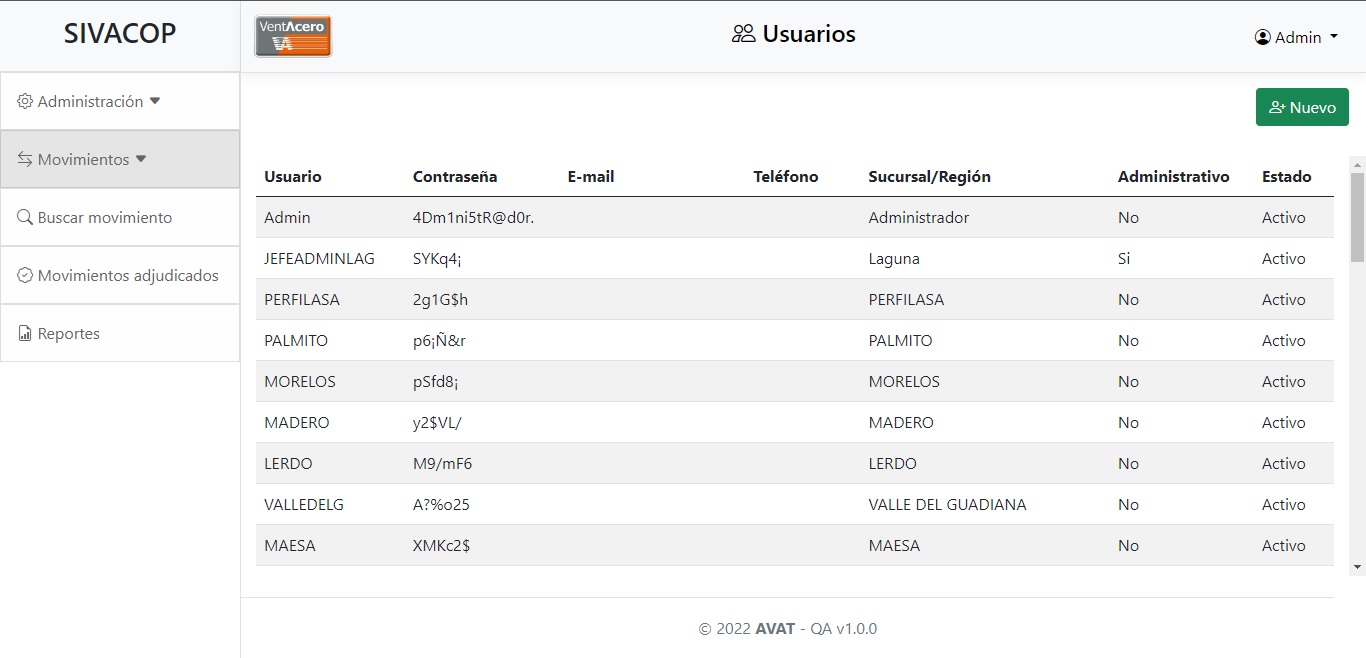 SIVACOP
VentAcero
VA
Usuarios
Admin
Administración
Movimientos
Buscar movimiento
Movimientos adjudicados
Reportes
Nuevo
Usuario Contraseña E-mail Teléfono Sucursal/Región Administrativo Estado
Admin 4Dm1ni5tR@d0r. Administrador No Activo
JEFEADMINLAG SYKq4¡ Laguna Si Activo
PERFILASA 2g1G$h PERFILASA No Activo
PALMITO p6¡Ñ&r PALMITO No Activo
MORELOS pSfd8¡ MORELOS No Activo
MADERO y2$VL/ MADERO No Activo
LERDO M9/mF6 LERDO No Activo
VALLEDELG A?%o25 VALLE DEL GUADIANA No Activo
MAESA XMKc2$ MAESA No Activo
© 2022 AVAT - QA v1.0.0